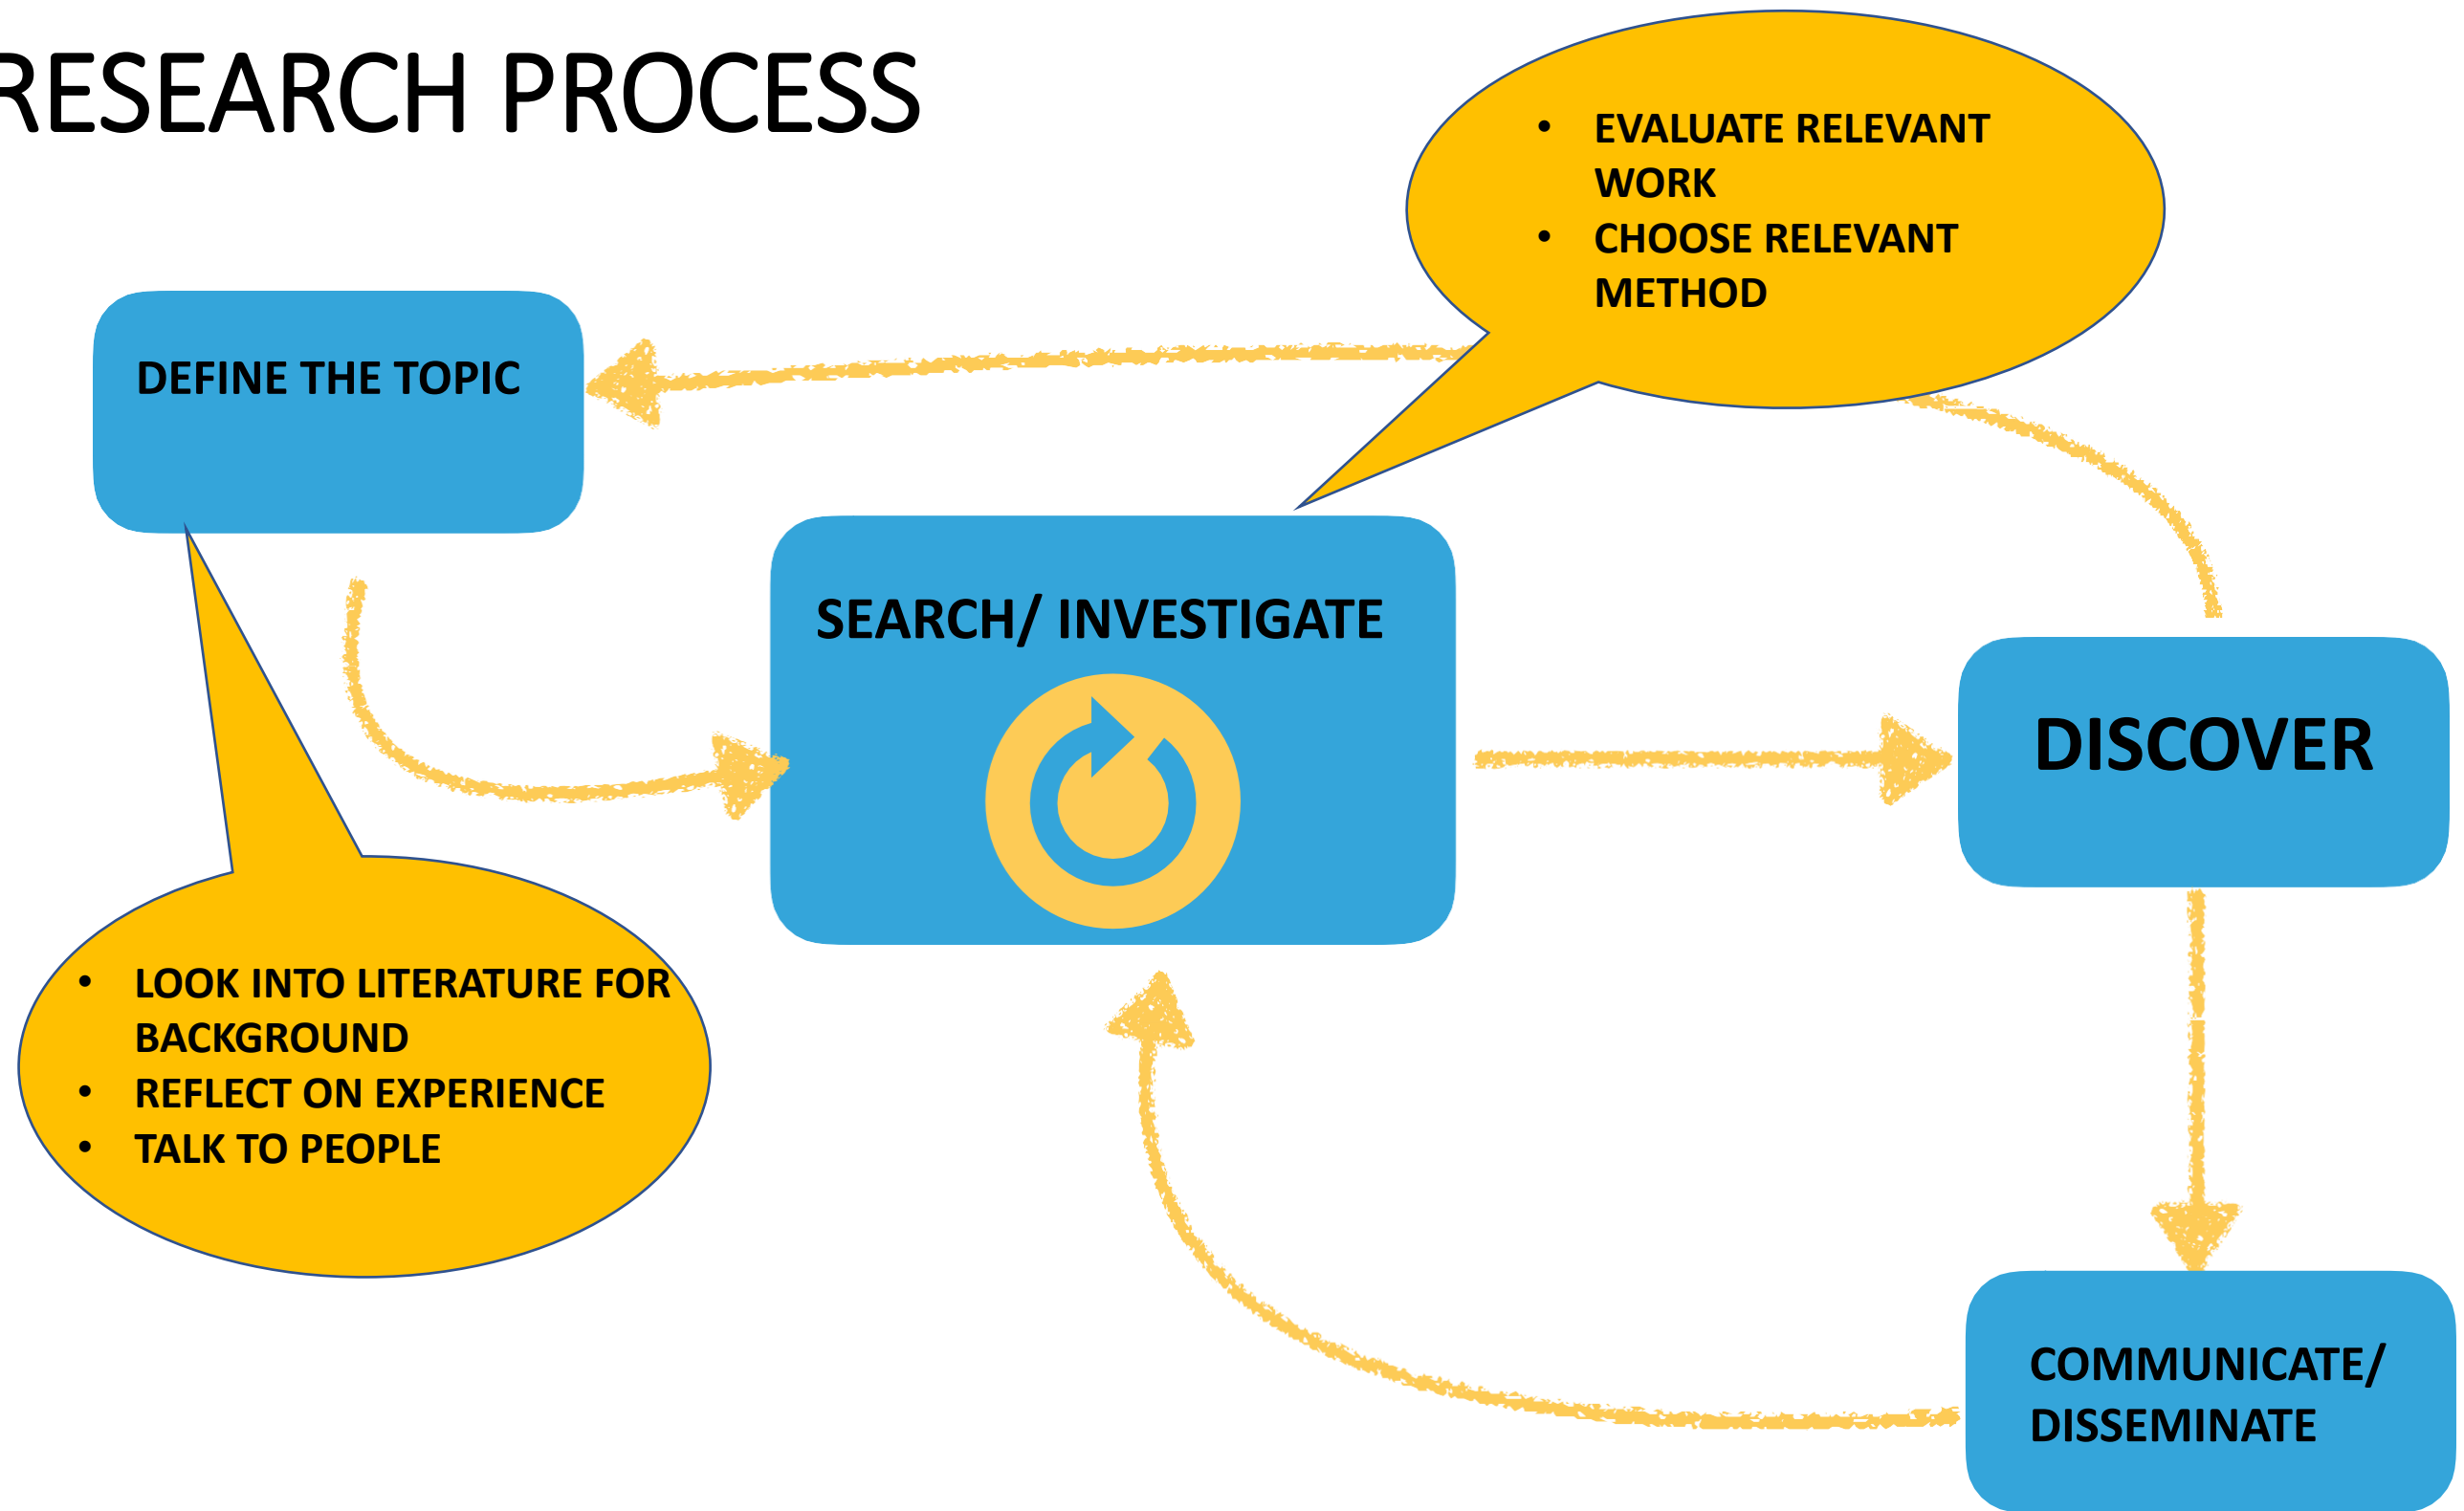 RESEARCH PROCESS
• EVALUATE RELEVANT
WORK
• CHOOSE RELEVANT
METHOD
DEFINE THE TOPIC
SEARCH/ INVESTIGATE
DISCOVER
• LOOK INTO LITERATURE FOR
BACKGROUND
• REFLECT ON EXPERIENCE
• TALK TO PEOPLE
COMMUNICATE/
DISSEMINATE